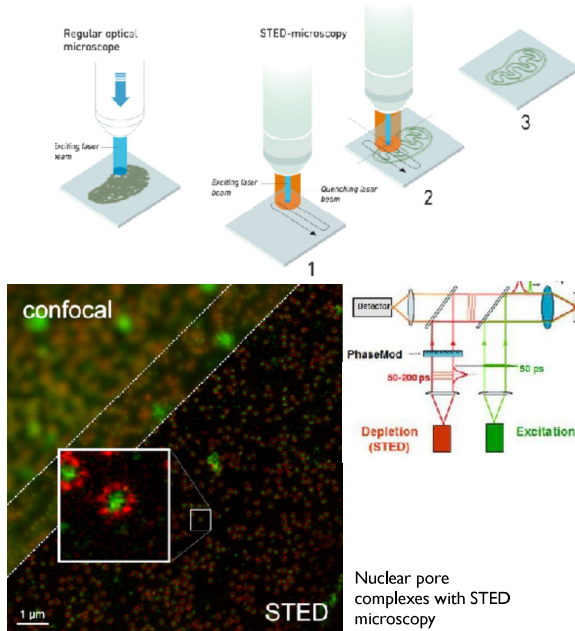 Regular optical
microscope
STED-microscopy
Exciting laser
beam
Exciting laser
beam
Quenching laser
beam
1
2
3
confocal
STED
1 µm
Detector
PhaseMod
50-200 ps
50 ps
Depletion
(STED)
Excitation
Nuclear pore
complexes with STED
microscopy